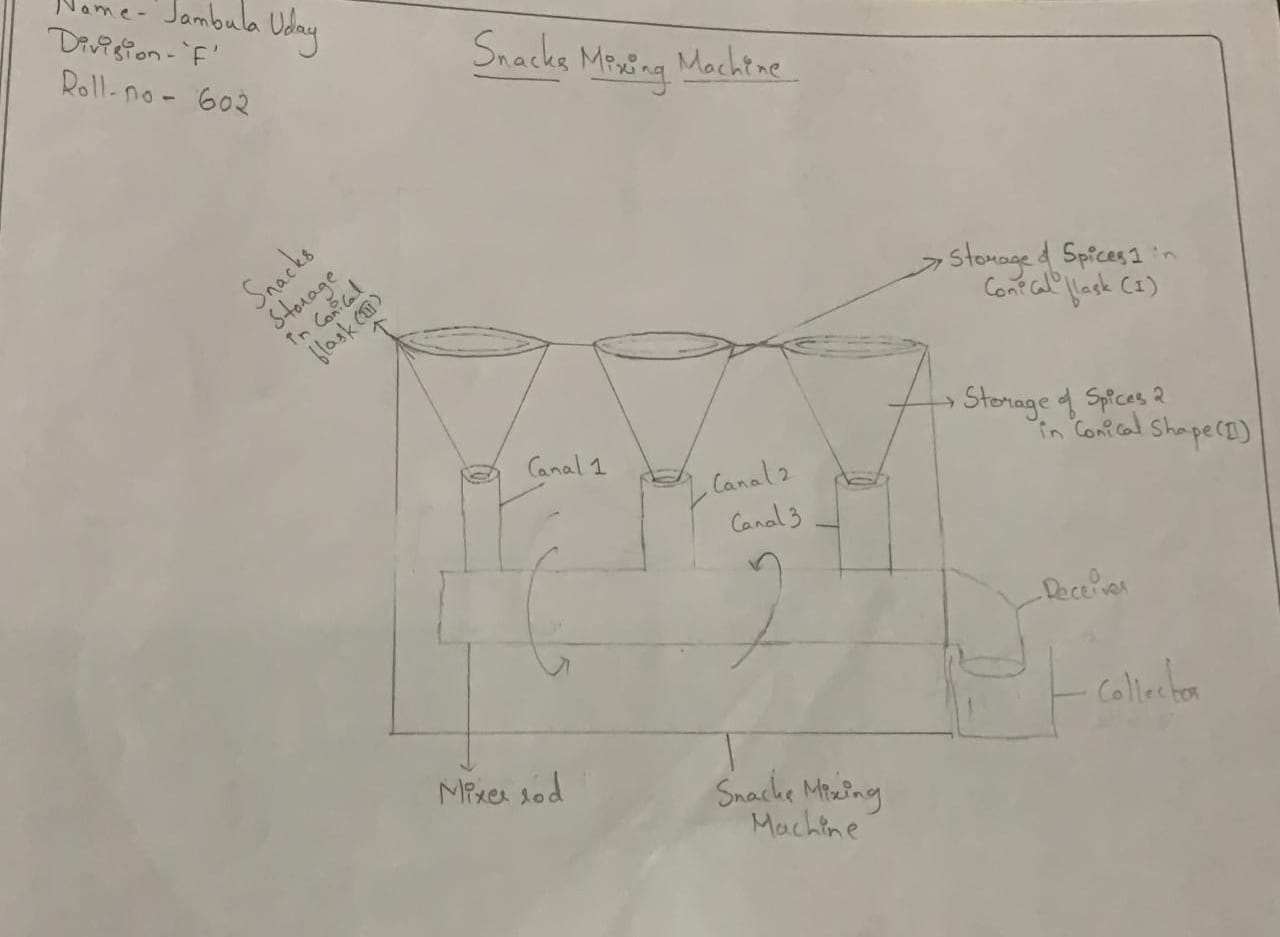 Name - Jambula Uday
Division - 'F'
Roll-no - 602
Snacks Mixing Machine
Snacks
Storage
in Conical
flask (III)
Storage of Spices 1 in
Conical flask (I)
Storage of Spices 2
in Conical Shape (II)
Canal 1
Canal 2
Canal 3
Receiver
Collector
Mixer rod
Snacks Mixing
Machine